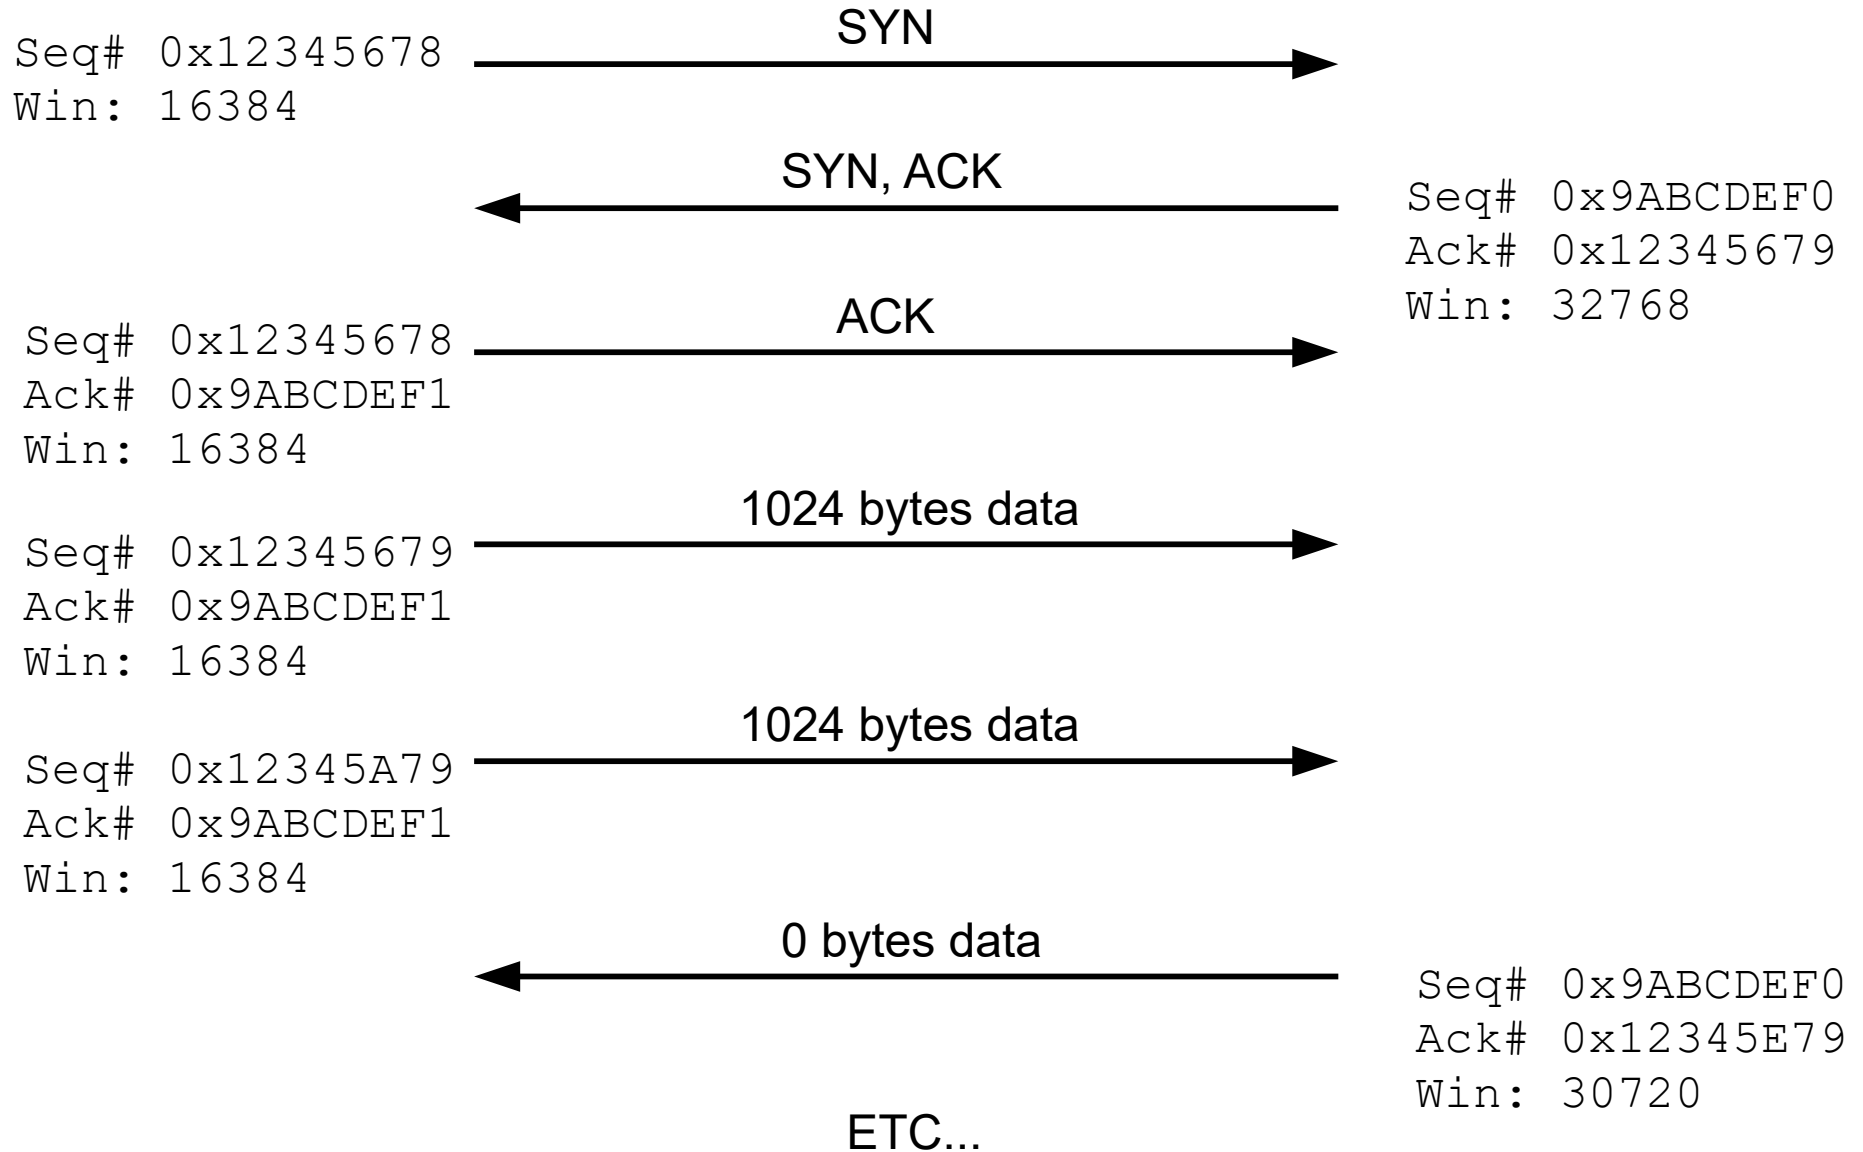 SYN
Seq# 0x12345678
Win: 16384
SYN, ACK
Seq# 0x9ABCDEF0
Ack# 0x12345679
Win: 32768
ACK
Seq# 0x12345678
Ack# 0x9ABCDEF1
Win: 16384
1024 bytes data
Seq# 0x12345679
Ack# 0x9ABCDEF1
Win: 16384
1024 bytes data
Seq# 0x12345A79
Ack# 0x9ABCDEF1
Win: 16384
0 bytes data
Seq# 0x9ABCDEF0
Ack# 0x12345E79
Win: 30720
ETC...